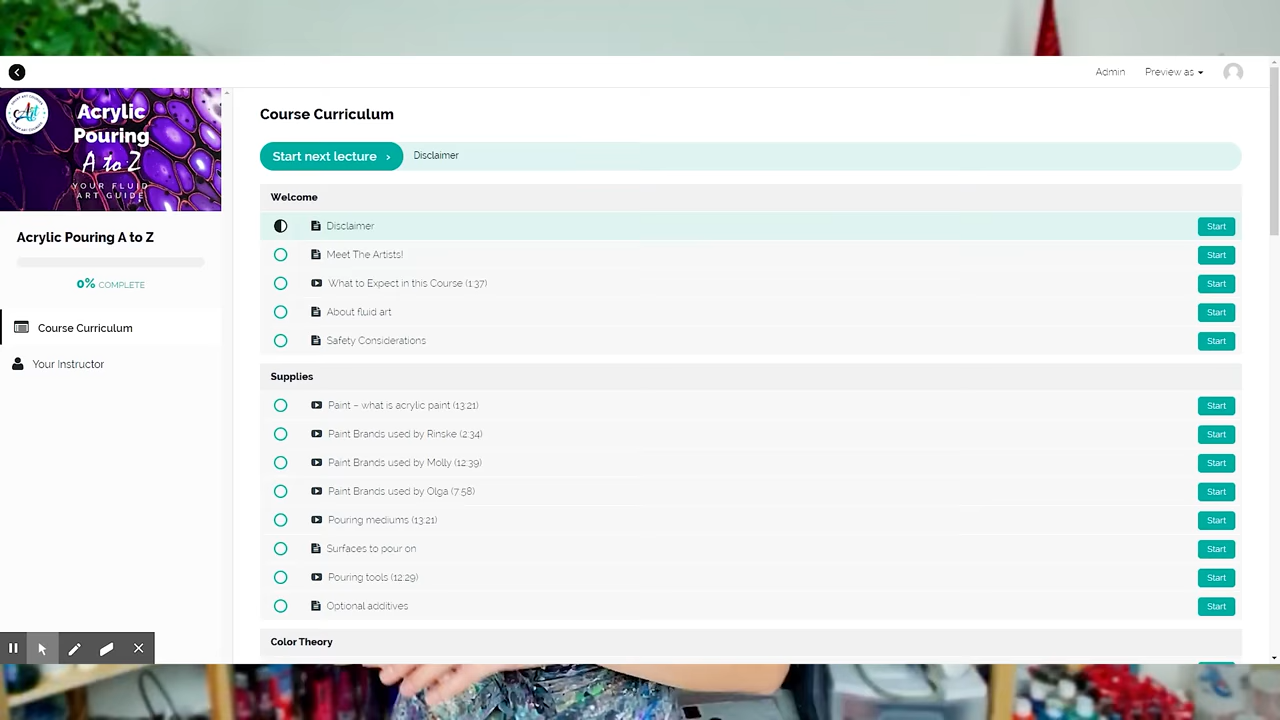 Admin
Preview as
Acrylic
Pouring
A to Z
YOUR FLUID
ART GUIDE
Art
Acrylic Pouring A to Z
0% COMPLETE
Course Curriculum
Your Instructor
Course Curriculum
Start next lecture › Disclaimer
Welcome
Disclaimer Start
Meet The Artists! Start
What to Expect in this Course (1:37) Start
About fluid art Start
Safety Considerations Start
Supplies
Paint – what is acrylic paint (13:21) Start
Paint Brands used by Rinske (2:34) Start
Paint Brands used by Molly (12:39) Start
Paint Brands used by Olga (7:58) Start
Pouring mediums (13:21) Start
Surfaces to pour on Start
Pouring tools (12:29) Start
Optional additives Start
Color Theory